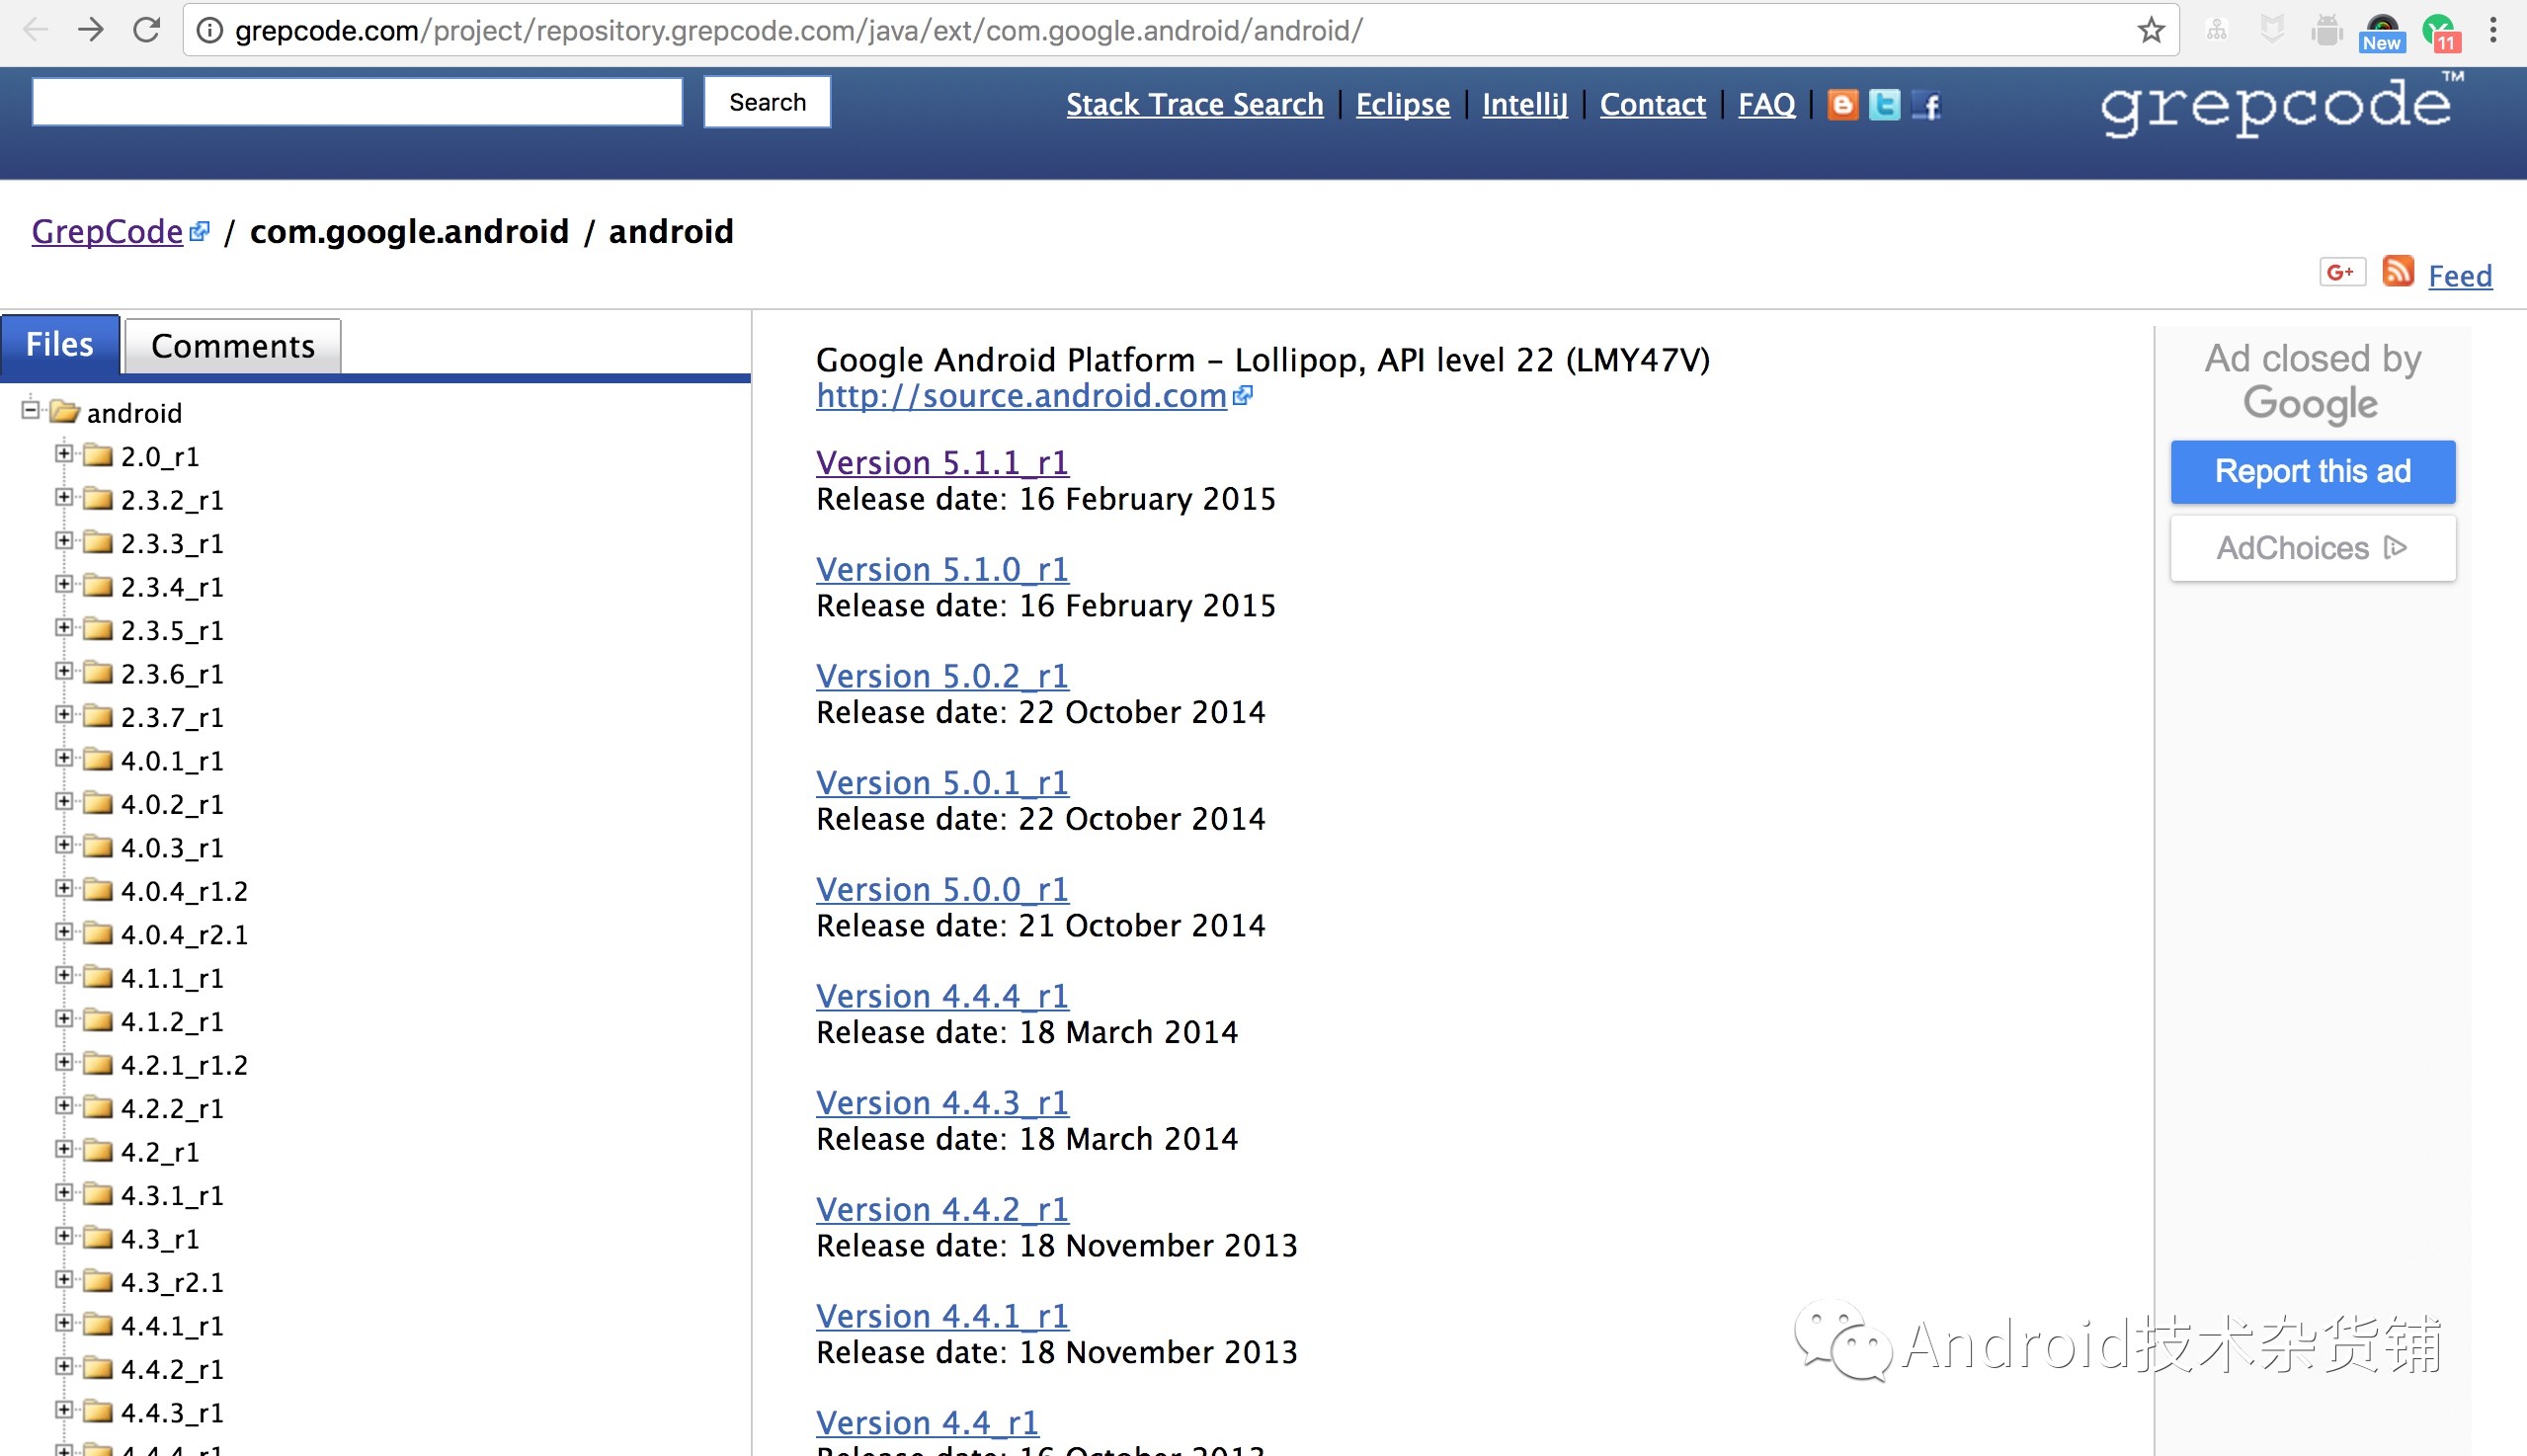 grepcode.com/project/repository.grepcode.com/java/ext/com.google.android/android/
New
11
Search
Stack Trace Search | Eclipse | IntelliJ | Contact | FAQ |
grepcode™
GrepCode / com.google.android / android
G+
Feed
Files
Comments
android
2.0_r1
2.3.2_r1
2.3.3_r1
2.3.4_r1
2.3.5_r1
2.3.6_r1
2.3.7_r1
4.0.1_r1
4.0.2_r1
4.0.3_r1
4.0.4_r1.2
4.0.4_r2.1
4.1.1_r1
4.1.2_r1
4.2.1_r1.2
4.2.2_r1
4.2_r1
4.3.1_r1
4.3_r1
4.3_r2.1
4.4.1_r1
4.4.2_r1
4.4.3_r1
4.4.4_r1
Google Android Platform – Lollipop, API level 22 (LMY47V)
http://source.android.com
Version 5.1.1_r1
Release date: 16 February 2015
Version 5.1.0_r1
Release date: 16 February 2015
Version 5.0.2_r1
Release date: 22 October 2014
Version 5.0.1_r1
Release date: 22 October 2014
Version 5.0.0_r1
Release date: 21 October 2014
Version 4.4.4_r1
Release date: 18 March 2014
Version 4.4.3_r1
Release date: 18 March 2014
Version 4.4.2_r1
Release date: 18 November 2013
Version 4.4.1_r1
Release date: 18 November 2013
Version 4.4_r1
Release date: 16 October 2013
Ad closed by
Google
Report this ad
AdChoices
Android技术杂货铺